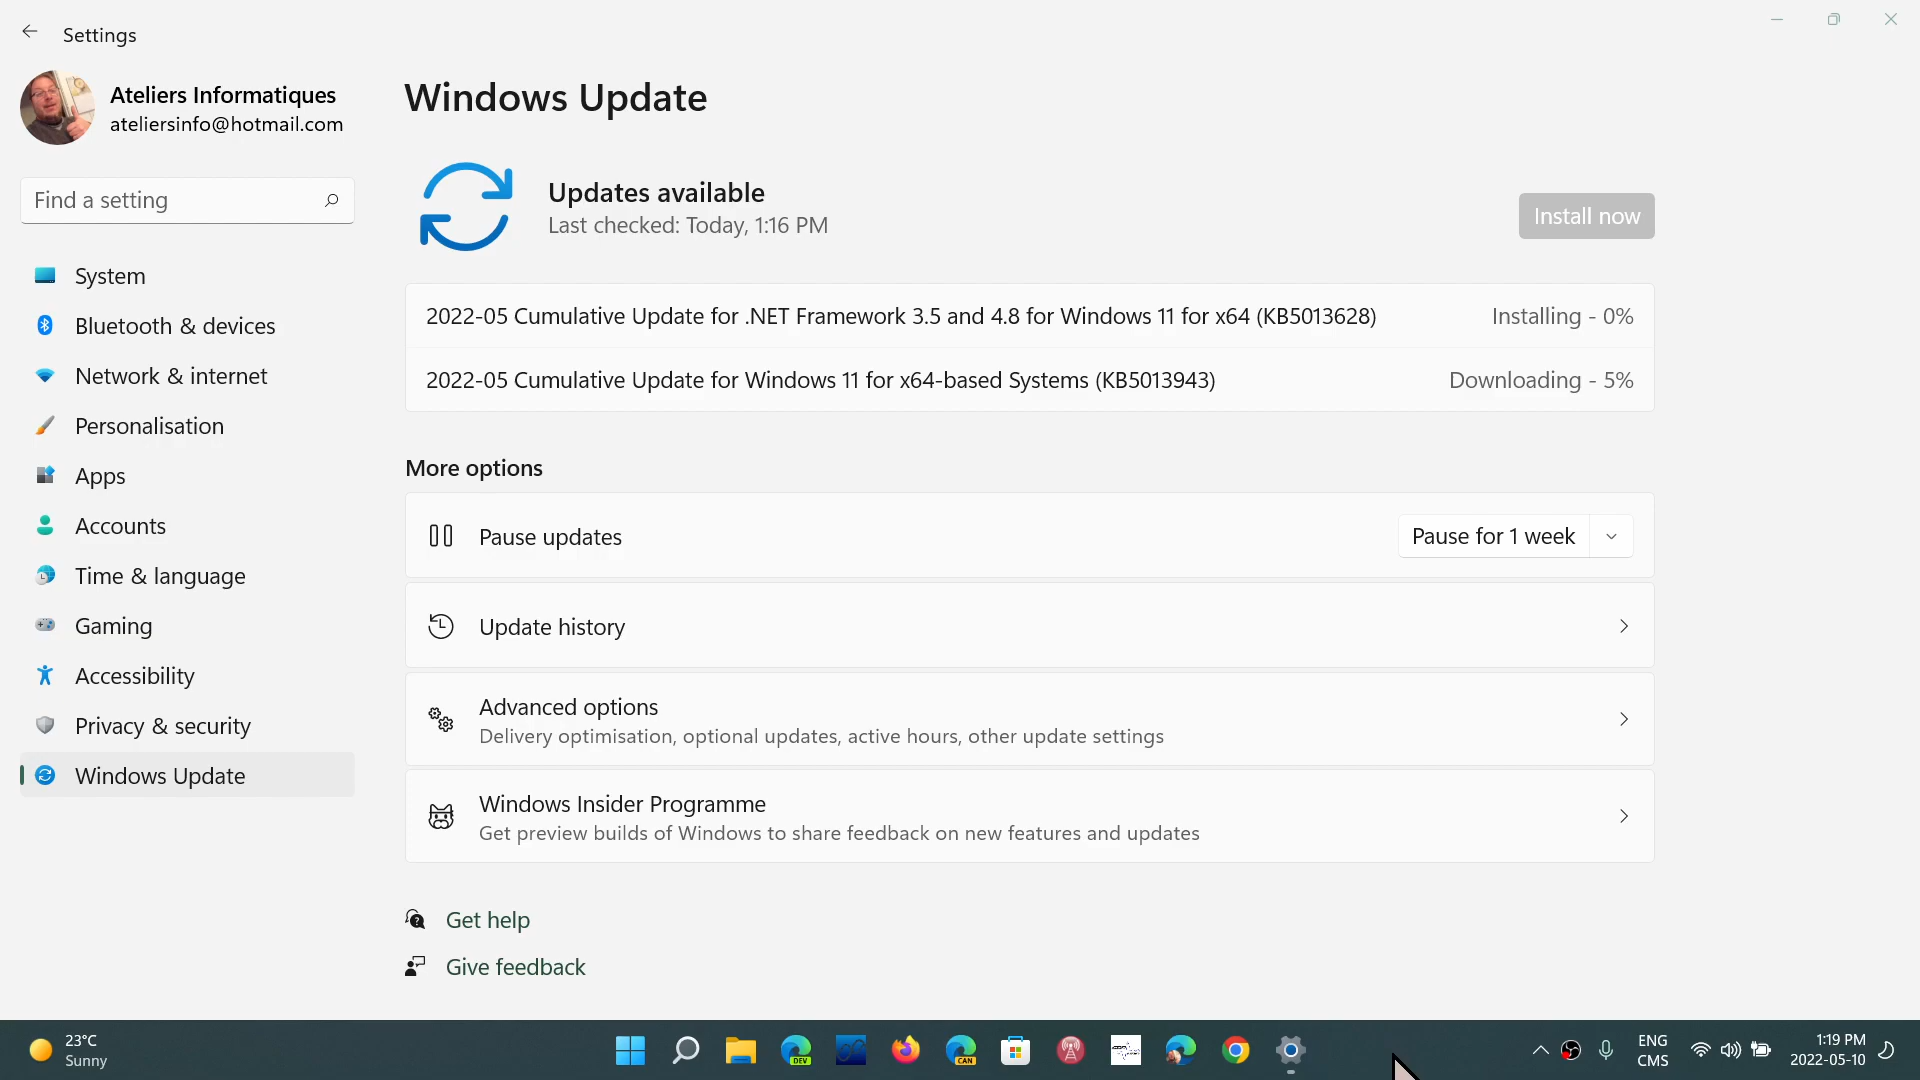 Settings
Ateliers Informatiques
ateliersinfo@hotmail.com
Find a setting
System
Bluetooth & devices
Network & internet
Personalisation
Apps
Accounts
Time & language
Gaming
Accessibility
Privacy & security
Windows Update
Windows Update
Updates available
Last checked: Today, 1:16 PM
Install now
2022-05 Cumulative Update for .NET Framework 3.5 and 4.8 for Windows 11 for x64 (KB5013628) Installing - 0%
2022-05 Cumulative Update for Windows 11 for x64-based Systems (KB5013943) Downloading - 5%
More options
Pause updates Pause for 1 week
Update history
Advanced options
Delivery optimisation, optional updates, active hours, other update settings
Windows Insider Programme
Get preview builds of Windows to share feedback on new features and updates
Get help
Give feedback
23°C
Sunny
DEV
CAN
ENG
CMS
1:19 PM
2022-05-10